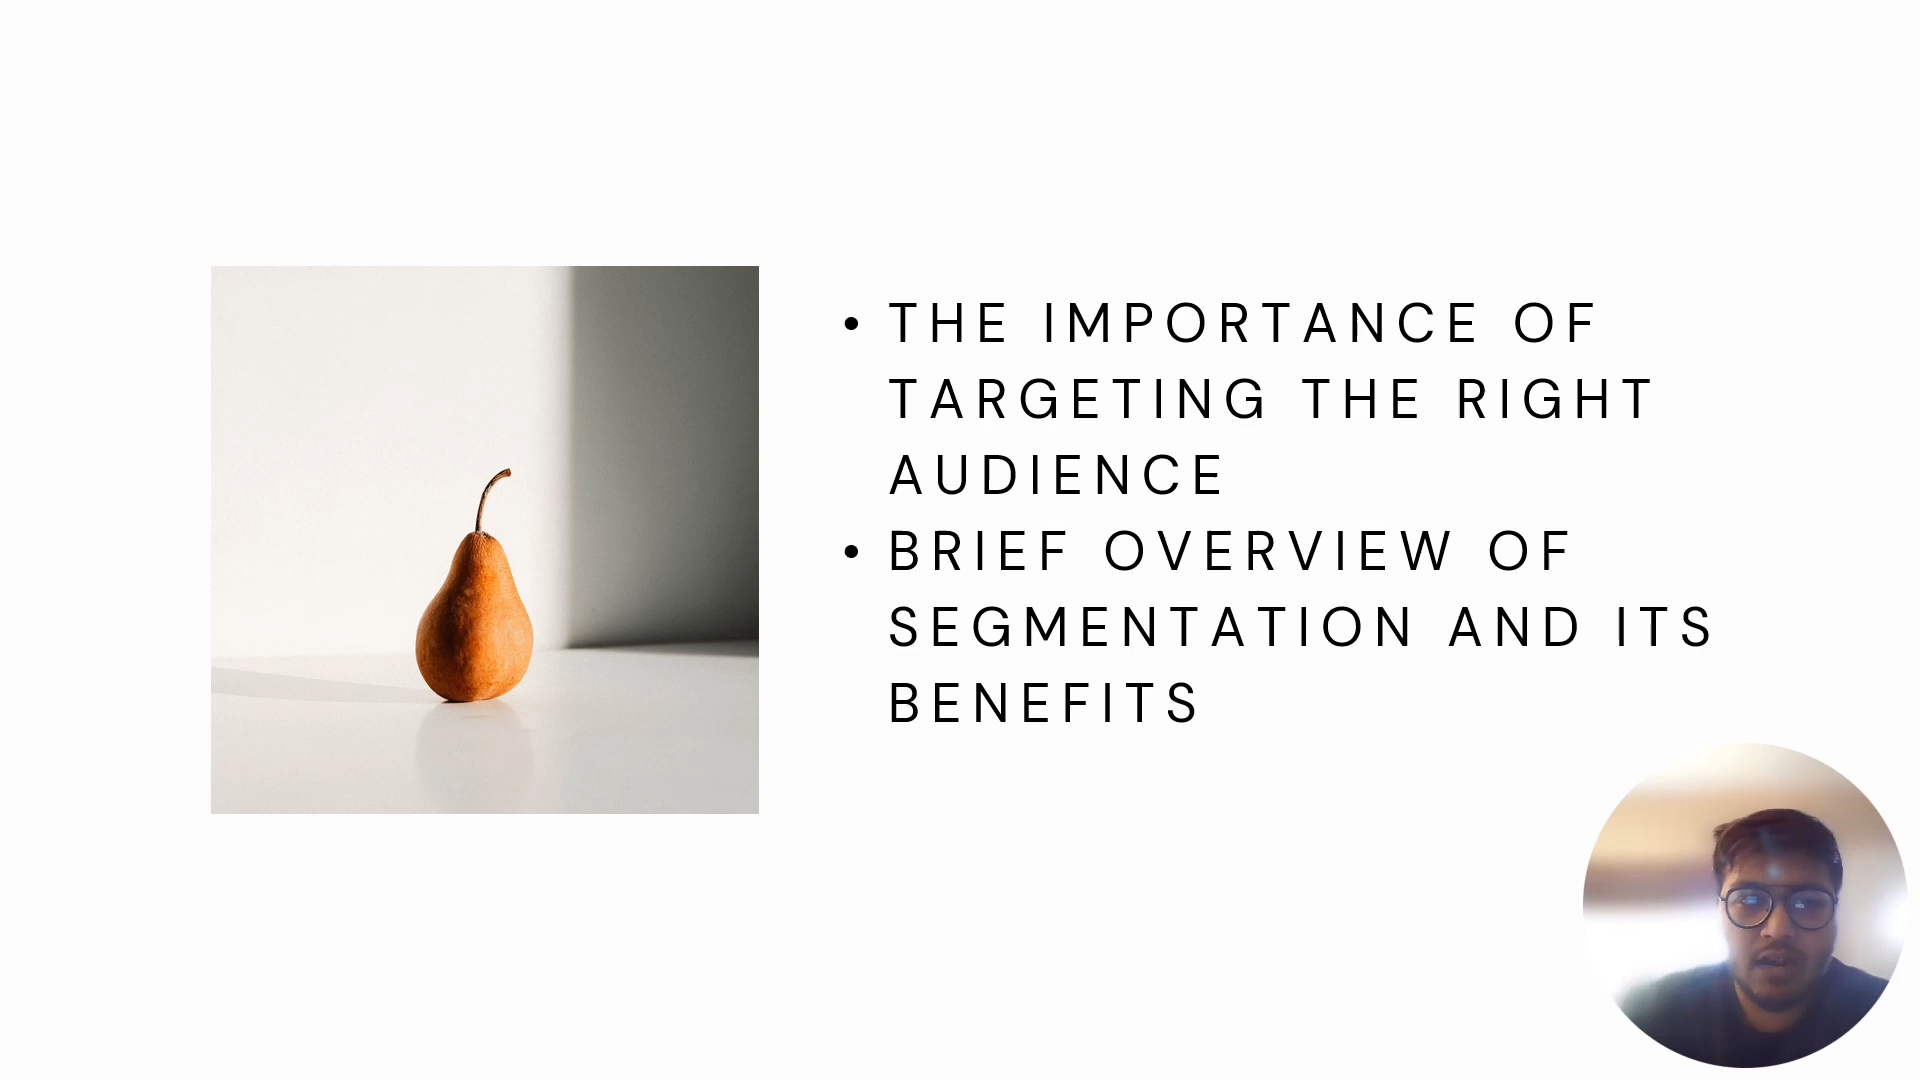 • THE IMPORTANCE OF
TARGETING THE RIGHT
AUDIENCE
• BRIEF OVERVIEW OF
SEGMENTATION AND ITS
BENEFITS